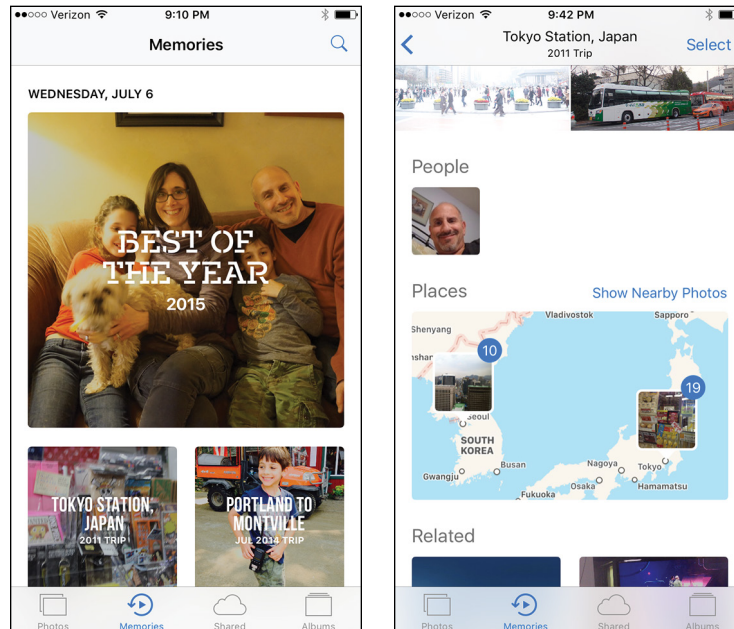 Verizon 9:10 PM
Memories
WEDNESDAY, JULY 6
BEST OF
THE YEAR
2015
TOKYO STATION,
JAPAN
2011 TRIP
PORTLAND TO
MONTVILLE
JUL 2014 TRIP
Photos Memories Shared Albums
Verizon 9:42 PM
Tokyo Station, Japan
2011 Trip
Select
People
Places Show Nearby Photos
Vladivostok Sapporo
Shenyang
10
19
Seoul
SOUTH
KOREA
Gwangju Busan Nagoya Tokyo
Osaka Hamamatsu
Fukuoka
Related
Photos Memories Shared Albums